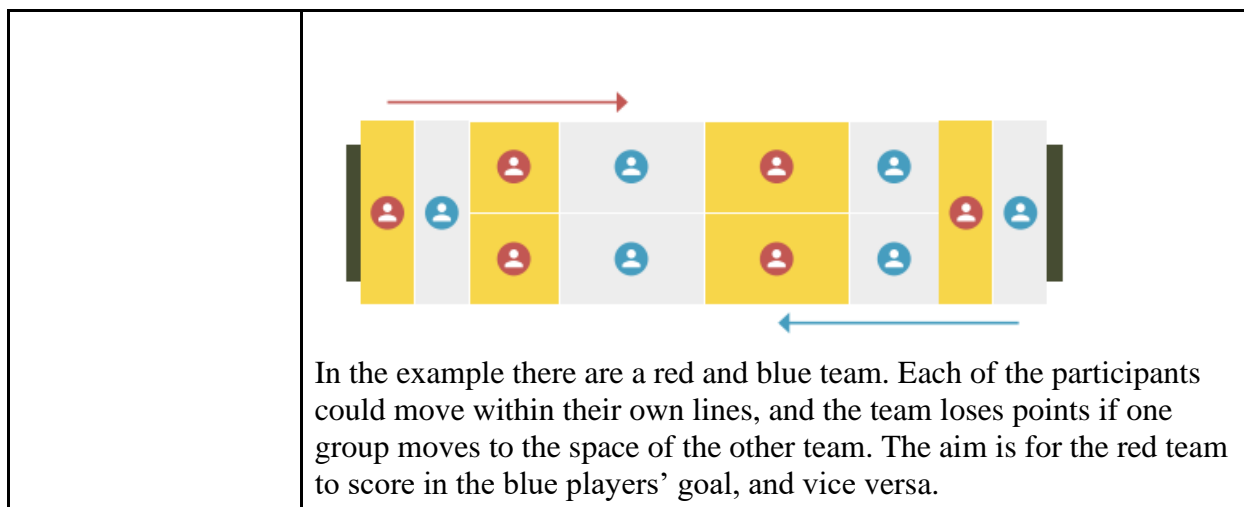 In the example there are a red and blue team. Each of the participants
could move within their own lines, and the team loses points if one
group moves to the space of the other team. The aim is for the red team
to score in the blue players’ goal, and vice versa.